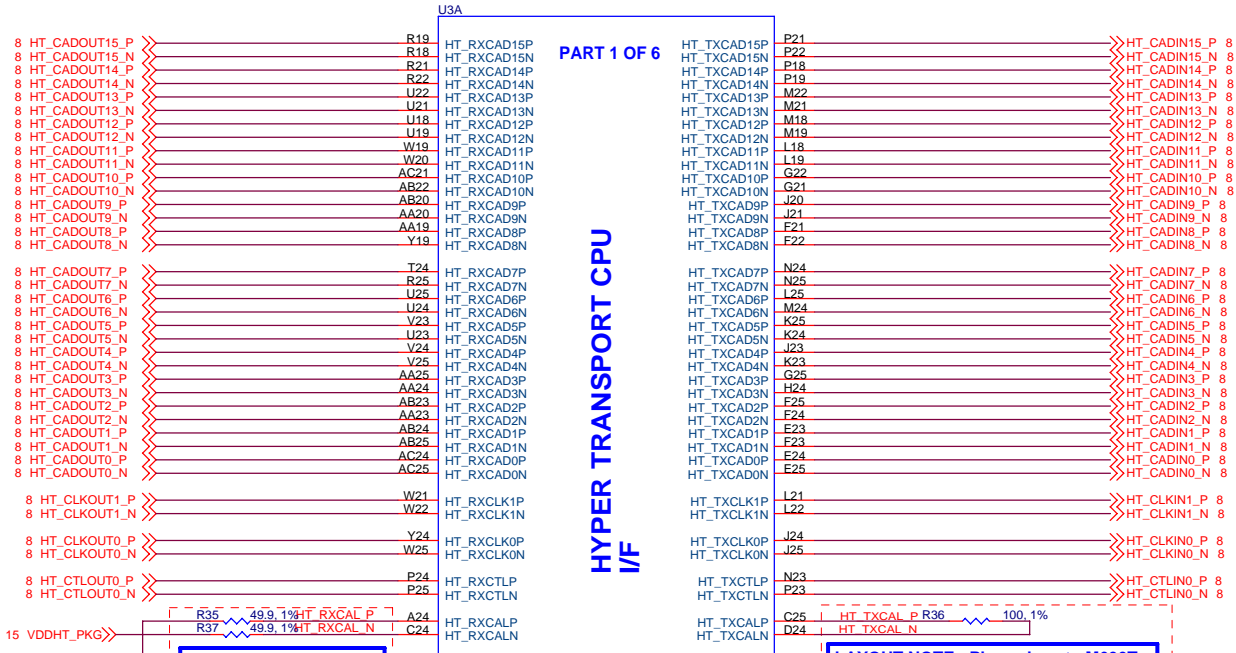 U3A
PART 1 OF 6
HYPER TRANSPORT CPU
I/F
8 HT_CADOUT15_P R19 HT_RXCAD15P HT_TXCAD15P P21 HT_CADIN15_P 8
8 HT_CADOUT15_N R18 HT_RXCAD15N HT_TXCAD15N P22 HT_CADIN15_N 8
8 HT_CADOUT14_P R21 HT_RXCAD14P HT_TXCAD14P P18 HT_CADIN14_P 8
8 HT_CADOUT14_N R22 HT_RXCAD14N HT_TXCAD14N P19 HT_CADIN14_N 8
8 HT_CADOUT13_P U22 HT_RXCAD13P HT_TXCAD13P M22 HT_CADIN13_P 8
8 HT_CADOUT13_N U21 HT_RXCAD13N HT_TXCAD13N M21 HT_CADIN13_N 8
8 HT_CADOUT12_P U18 HT_RXCAD12P HT_TXCAD12P M18 HT_CADIN12_P 8
8 HT_CADOUT12_N U19 HT_RXCAD12N HT_TXCAD12N M19 HT_CADIN12_N 8
8 HT_CADOUT11_P W19 HT_RXCAD11P HT_TXCAD11P L18 HT_CADIN11_P 8
8 HT_CADOUT11_N W20 HT_RXCAD11N HT_TXCAD11N L19 HT_CADIN11_N 8
8 HT_CADOUT10_P AC21 HT_RXCAD10P HT_TXCAD10P G22 HT_CADIN10_P 8
8 HT_CADOUT10_N AB22 HT_RXCAD10N HT_TXCAD10N G21 HT_CADIN10_N 8
8 HT_CADOUT9_P AB20 HT_RXCAD9P HT_TXCAD9P J20 HT_CADIN9_P 8
8 HT_CADOUT9_N AA20 HT_RXCAD9N HT_TXCAD9N J21 HT_CADIN9_N 8
8 HT_CADOUT8_P AA19 HT_RXCAD8P HT_TXCAD8P F21 HT_CADIN8_P 8
8 HT_CADOUT8_N Y19 HT_RXCAD8N HT_TXCAD8N F22 HT_CADIN8_N 8
8 HT_CADOUT7_P T24 HT_RXCAD7P HT_TXCAD7P N24 HT_CADIN7_P 8
8 HT_CADOUT7_N R25 HT_RXCAD7N HT_TXCAD7N N25 HT_CADIN7_N 8
8 HT_CADOUT6_P U25 HT_RXCAD6P HT_TXCAD6P L25 HT_CADIN6_P 8
8 HT_CADOUT6_N U24 HT_RXCAD6N HT_TXCAD6N M24 HT_CADIN6_N 8
8 HT_CADOUT5_P V23 HT_RXCAD5P HT_TXCAD5P K25 HT_CADIN5_P 8
8 HT_CADOUT5_N U23 HT_RXCAD5N HT_TXCAD5N K24 HT_CADIN5_N 8
8 HT_CADOUT4_P V24 HT_RXCAD4P HT_TXCAD4P J23 HT_CADIN4_P 8
8 HT_CADOUT4_N V25 HT_RXCAD4N HT_TXCAD4N K23 HT_CADIN4_N 8
8 HT_CADOUT3_P AA25 HT_RXCAD3P HT_TXCAD3P G25 HT_CADIN3_P 8
8 HT_CADOUT3_N AA24 HT_RXCAD3N HT_TXCAD3N H24 HT_CADIN3_N 8
8 HT_CADOUT2_P AB23 HT_RXCAD2P HT_TXCAD2P F25 HT_CADIN2_P 8
8 HT_CADOUT2_N AA23 HT_RXCAD2N HT_TXCAD2N F24 HT_CADIN2_N 8
8 HT_CADOUT1_P AB24 HT_RXCAD1P HT_TXCAD1P E23 HT_CADIN1_P 8
8 HT_CADOUT1_N AB25 HT_RXCAD1N HT_TXCAD1N F23 HT_CADIN1_N 8
8 HT_CADOUT0_P AC24 HT_RXCAD0P HT_TXCAD0P E24 HT_CADIN0_P 8
8 HT_CADOUT0_N AC25 HT_RXCAD0N HT_TXCAD0N E25 HT_CADIN0_N 8
8 HT_CLKOUT1_P W21 HT_RXCLK1P HT_TXCLK1P L21 HT_CLKIN1_P 8
8 HT_CLKOUT1_N W22 HT_RXCLK1N HT_TXCLK1N L22 HT_CLKIN1_N 8
8 HT_CLKOUT0_P Y24 HT_RXCLK0P HT_TXCLK0P J24 HT_CLKIN0_P 8
8 HT_CLKOUT0_N W25 HT_RXCLK0N HT_TXCLK0N J25 HT_CLKIN0_N 8
8 HT_CTLOUT0_P P24 HT_RXCTLP HT_TXCTLP N23 HT_CTLIN0_P 8
8 HT_CTLOUT0_N P25 HT_RXCTLN HT_TXCTLN P23 HT_CTLIN0_N 8
R35 49.9, 1% HT_RXCAL_P A24 HT_RXCALP HT_TXCALP C25 HT_TXCAL_P R36 100, 1%
15 VDDHT_PKG R37 49.9, 1% HT_RXCAL_N C24 HT_RXCALN HT_TXCALN D24 HT_TXCAL_N